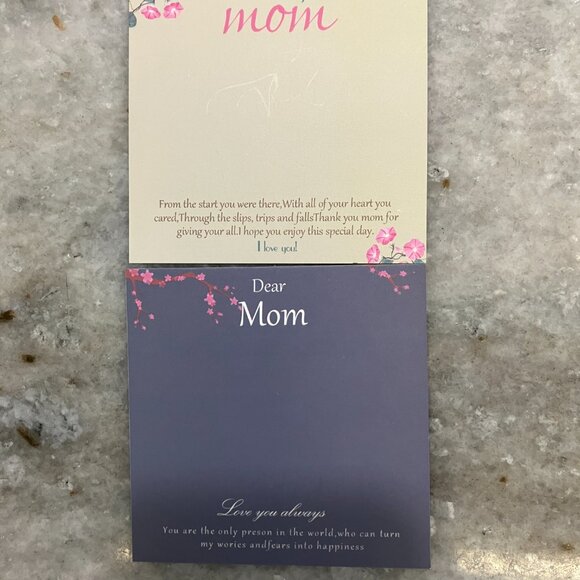 mom
From the start you were there,With all of your heart you
cared,Through the slips, trips and fallsThank you mom for
giving your all.I hope you enjoy this special day.
I love you!
Dear
Mom
Love you always
You are the only preson in the world,who can turn
my wories andfears into happiness